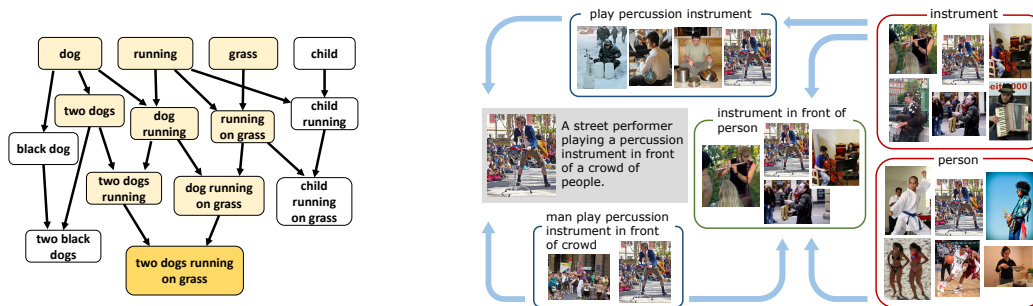 dog
running
grass
child
two dogs
dog
running
running
on grass
child
running
black dog
two dogs
running
dog running
on grass
child
running
on grass
two black
dogs
two dogs running
on grass
play percussion instrument
A street performer
playing a percussion
instrument in front
of a crowd of
people.
man play percussion
instrument in front
of crowd
instrument in front of
person
instrument
person